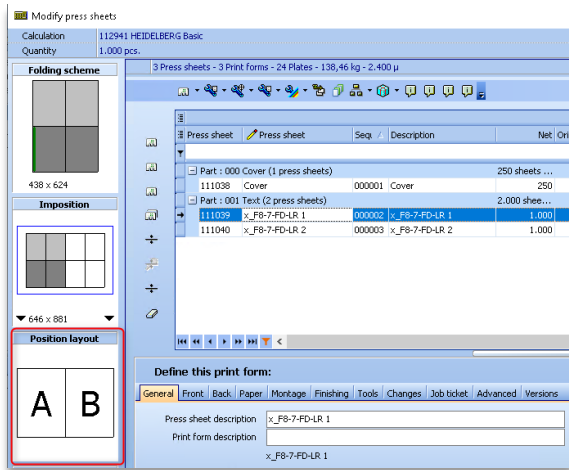 Modify press sheets
Calculation 112941 HEIDELBERG Basic
Quantity 1.000 pcs.
Folding scheme
438 x 624
Imposition
646 x 881
Position layout
A B
3 Press sheets - 3 Print forms - 24 Plates - 138,46 kg - 2.400 µ
Press sheet Press sheet Sequ Description Net Ori
Part : 000 Cover (1 press sheets) 250 sheets ...
111038 Cover 000001 Cover 250
Part : 001 Text (2 press sheets) 2.000 shee...
111039 x_F8-7-FD-LR 1 000002 x_F8-7-FD-LR 1 1.000
111040 x_F8-7-FD-LR 2 000003 x_F8-7-FD-LR 2 1.000
Define this print form:
General Front Back Paper Montage Finishing Tools Changes Job ticket Advanced Versions
Press sheet description x_F8-7-FD-LR 1
Print form description
x_F8-7-FD-LR 1